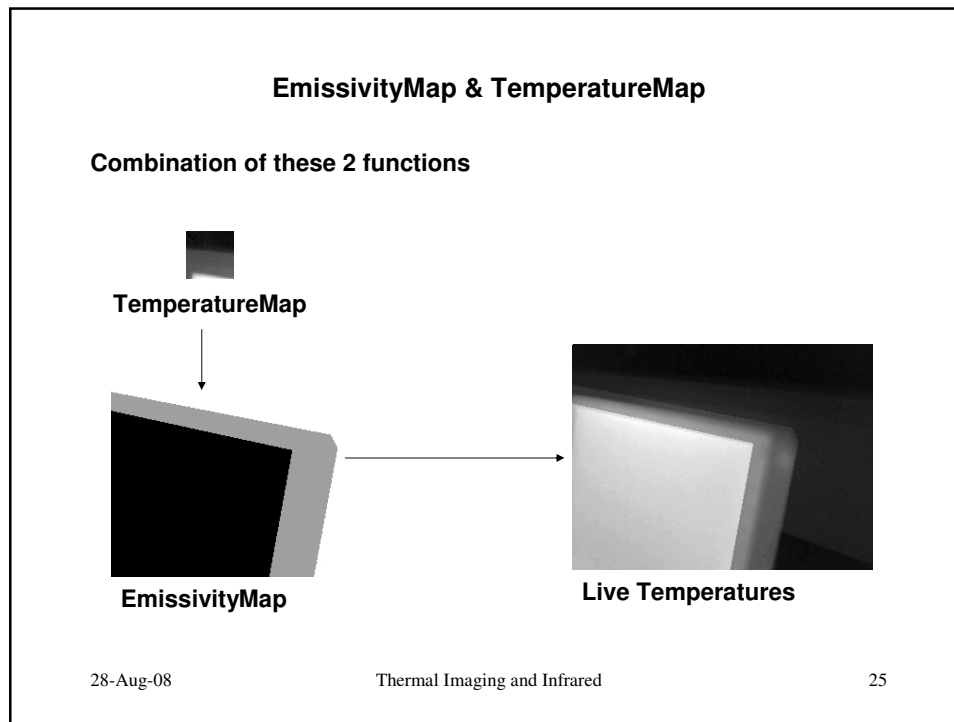 EmissivityMap & TemperatureMap
Combination of these 2 functions
TemperatureMap
EmissivityMap
Live Temperatures
28-Aug-08
Thermal Imaging and Infrared
25